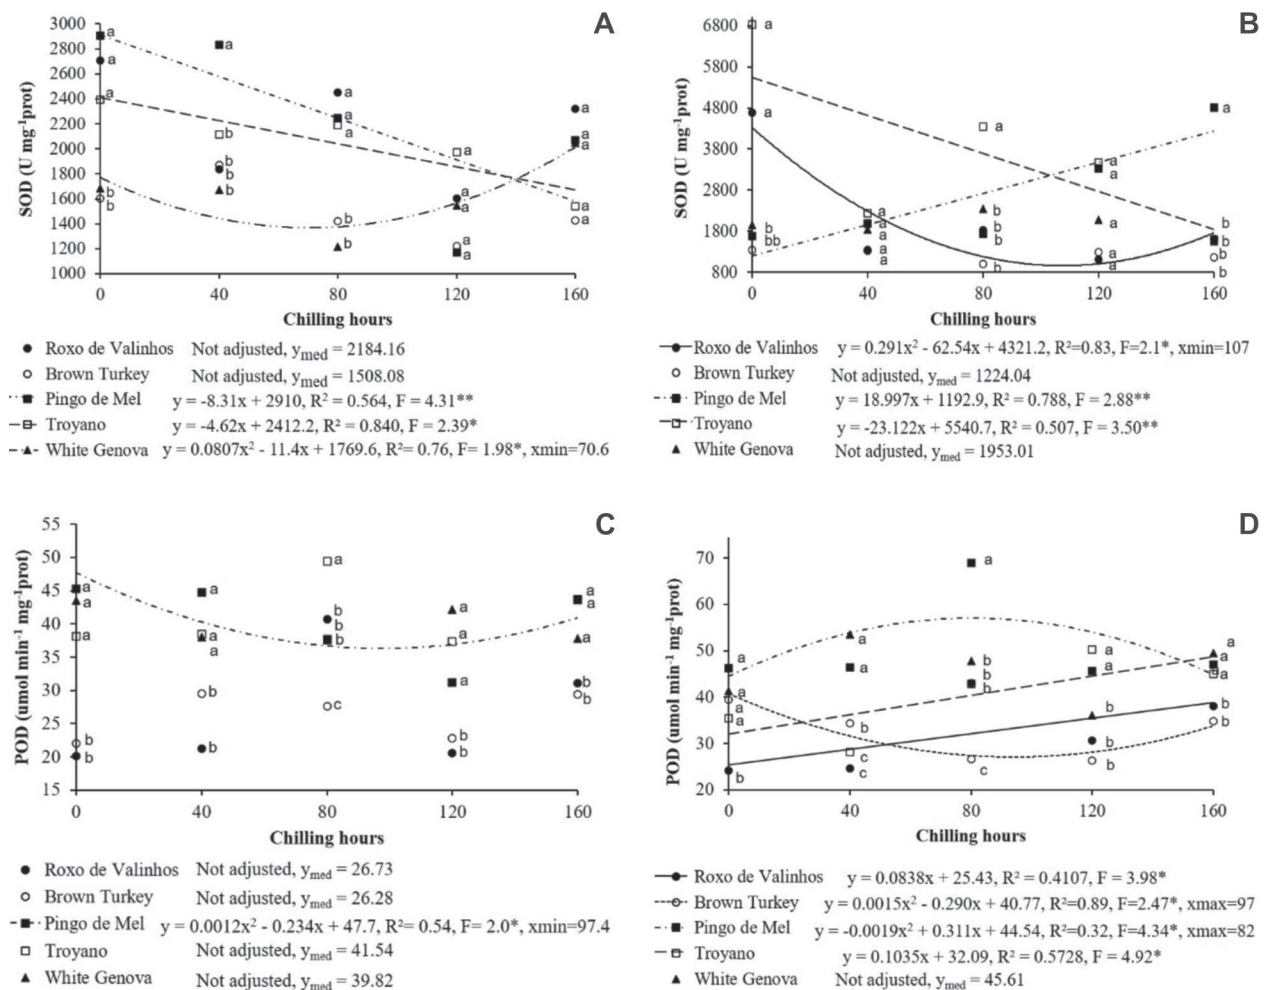 A
SOD (U mg⁻¹prot)
3000
2800
2600
2400
2200
2000
1800
1600
1400
1200
1000
a
a
a
b
b
a
b
b
b
b
a
a
a
b
b
a
a
a
a
a
a
a
a
a
a
0 40 80 120 160
Chilling hours
Roxo de Valinhos Not adjusted, ymed = 2184.16
Brown Turkey Not adjusted, ymed = 1508.08
Pingo de Mel y = -8.31x + 2910, R² = 0.564, F = 4.31**
Troyano y = -4.62x + 2412.2, R² = 0.840, F = 2.39*
White Genova y = 0.0807x² - 11.4x + 1769.6, R²= 0.76, F= 1.98*, xmin=70.6
B
SOD (U mg⁻¹prot)
6800
5800
4800
3800
2800
1800
800
a
a
b
bb
a
a
a
a
a
a
b
b
b
b
a
a
a
a
a
a
b
b
b
b
0 40 80 120 160
Chilling hours
Roxo de Valinhos y = 0.291x² - 62.54x + 4321.2, R²=0.83, F=2.1*, xmin=107
Brown Turkey Not adjusted, ymed = 1224.04
Pingo de Mel y = 18.997x + 1192.9, R² = 0.788, F = 2.88**
Troyano y = -23.122x + 5540.7, R² = 0.507, F = 3.50**
White Genova Not adjusted, ymed = 1953.01
C
POD (umol min⁻¹ mg⁻¹prot)
55
50
45
40
35
30
25
20
15
a
a
a
b
b
a
a
a
b
b
a
b
b
b
c
a
a
a
b
b
a
a
a
b
b
0 40 80 120 160
Chilling hours
Roxo de Valinhos Not adjusted, ymed = 26.73
Brown Turkey Not adjusted, ymed = 26.28
Pingo de Mel y = 0.0012x² - 0.234x + 47.7, R²= 0.54, F= 2.0*, xmin=97.4
Troyano Not adjusted, ymed = 41.54
White Genova Not adjusted, ymed = 39.82
D
POD (umol min⁻¹ mg⁻¹prot)
70
60
50
40
30
20
a
a
a
a
b
a
a
b
c
c
a
b
b
b
c
a
a
b
b
b
a
a
a
b
b
0 40 80 120 160
Chilling hours
Roxo de Valinhos y = 0.0838x + 25.43, R² = 0.4107, F = 3.98*
Brown Turkey y = 0.0015x² - 0.290x + 40.77, R²=0.89, F=2.47*, xmax=97
Pingo de Mel y = -0.0019x² + 0.311x + 44.54, R²=0.32, F=4.34*, xmax=82
Troyano y = 0.1035x + 32.09, R² = 0.5728, F = 4.92*
White Genova Not adjusted, ymed = 45.61